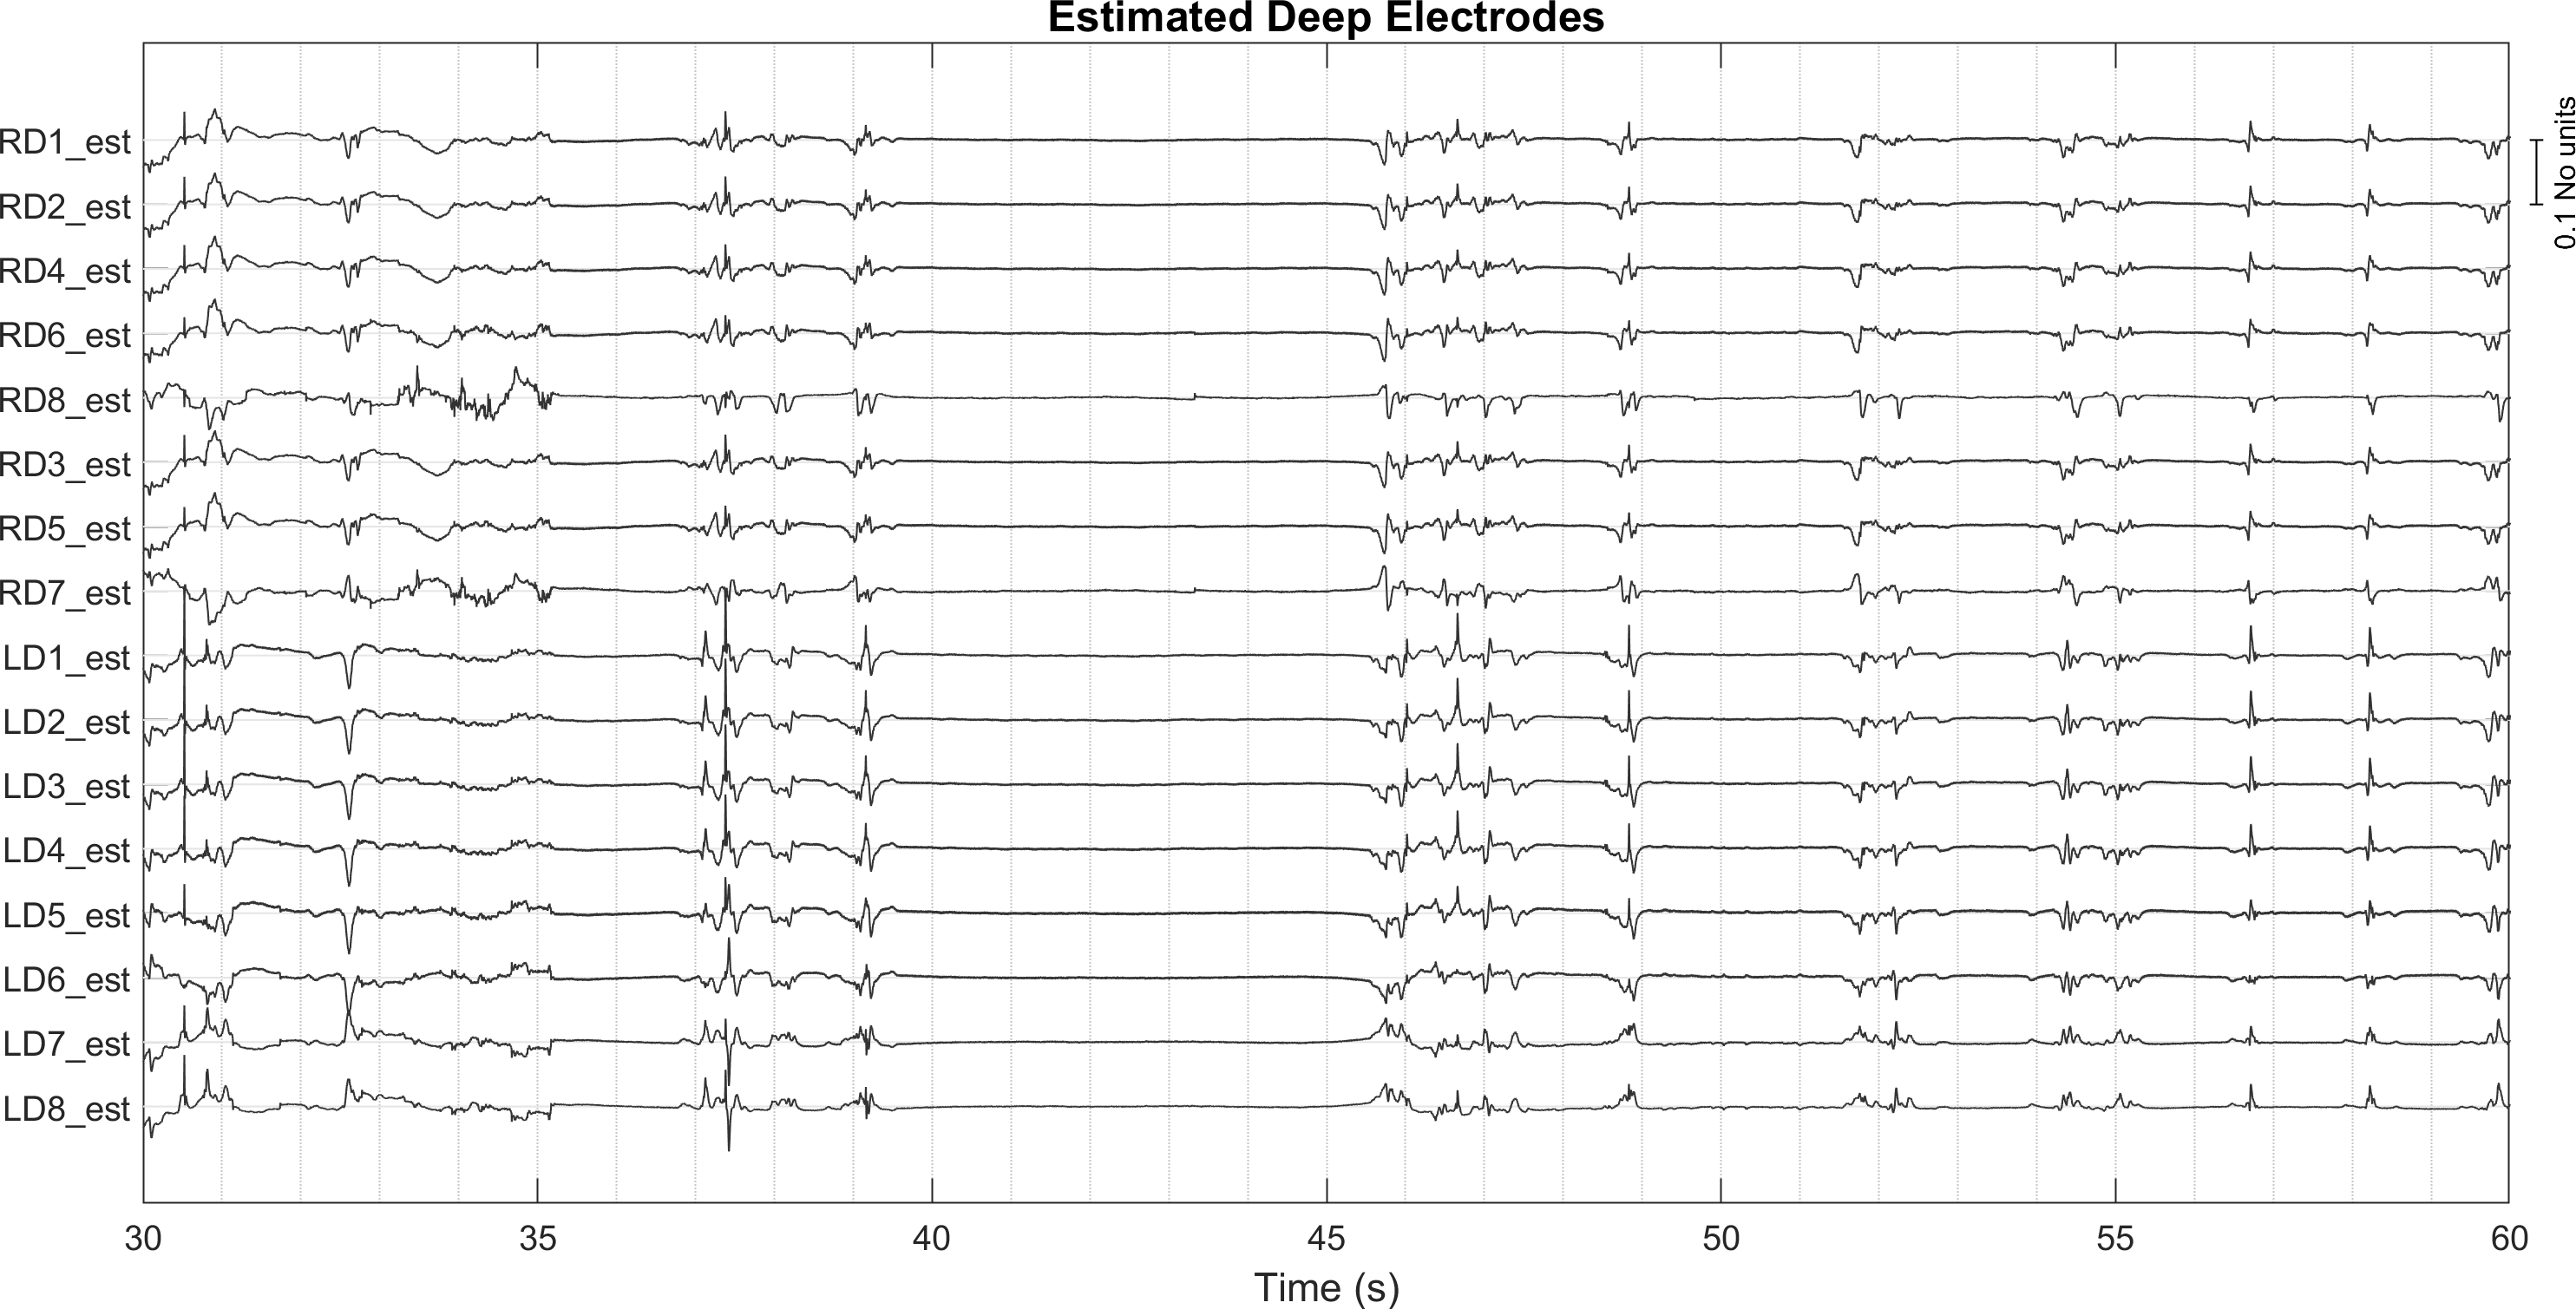 Estimated Deep Electrodes
RD1_est
RD2_est
RD4_est
RD6_est
RD8_est
RD3_est
RD5_est
RD7_est
LD1_est
LD2_est
LD3_est
LD4_est
LD5_est
LD6_est
LD7_est
LD8_est
0.1 No units
30 35 40 45 50 55 60
Time (s)